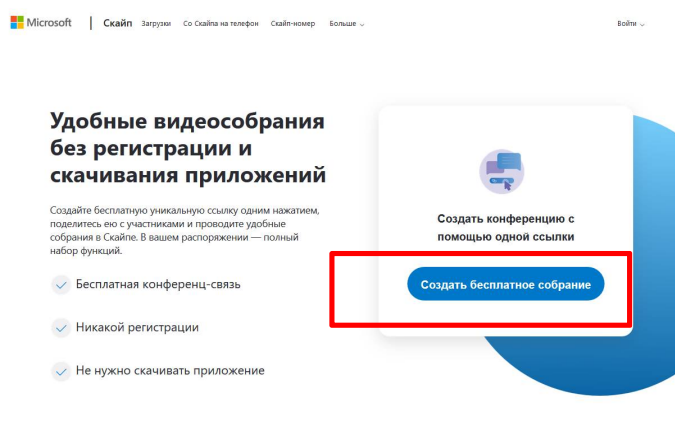 Microsoft
Скайп Загрузки Со Скайпа на телефон Скайп-номер Больше Войти
Удобные видеособрания
без регистрации и
скачивания приложений
Создайте бесплатную уникальную ссылку одним нажатием,
поделитесь ею с участниками и проводите удобные
собрания в Скайпе. В вашем распоряжении — полный
набор функций.
Бесплатная конференц-связь
Никакой регистрации
Не нужно скачивать приложение
Создать конференцию с
помощью одной ссылки
Создать бесплатное собрание